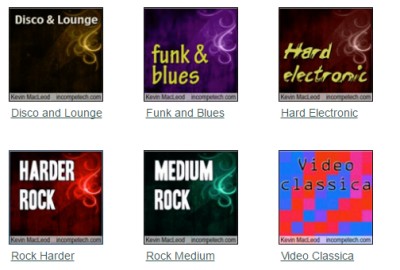 Disco & Lounge
Kevin MacLeod incompetech.com
Disco and Lounge
funk &
blues
Kevin MacLeod incompetech.com
Funk and Blues
Hard
electronic
Kevin MacLeod incompetech.com
Hard Electronic
HARDER
ROCK
Kevin MacLeod incompetech.com
Rock Harder
MEDIUM
ROCK
Kevin MacLeod incompetech.com
Rock Medium
Video
classica
Kevin MacLeod incompetech.com
Video Classica